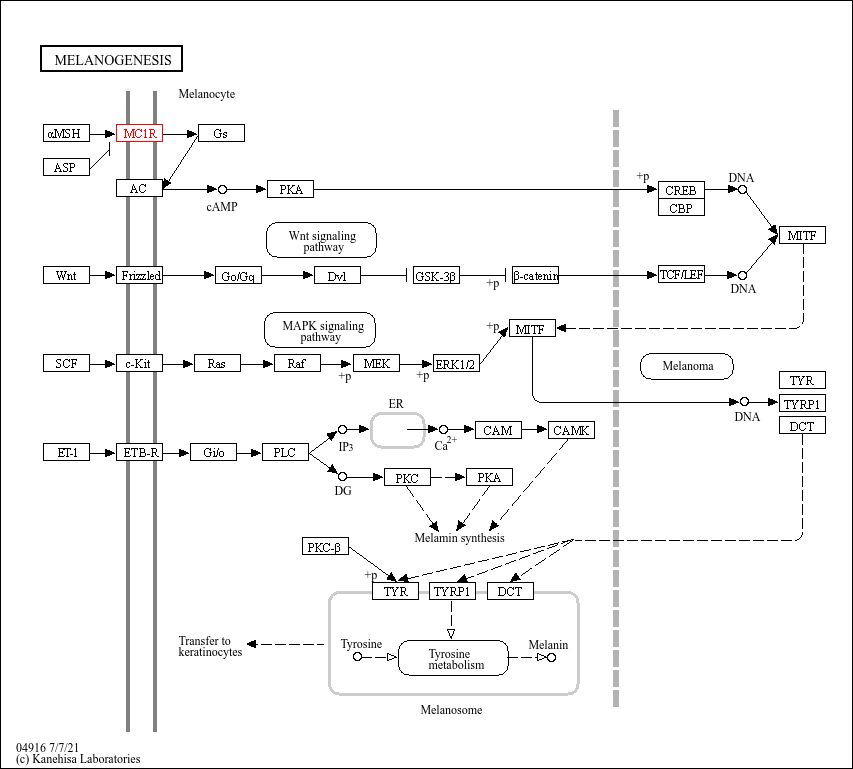 MELANOGENESIS
Melanocyte
αMSH
MC1R
Gs
ASP
AC
cAMP
PKA
+p
CREB
CBP
DNA
MITF
Wnt signaling
pathway
Wnt
Frizzled
Go/Gq
Dvl
GSK-3β
+p
β-catenin
TCF/LEF
DNA
MAPK signaling
pathway
+p
MITF
SCF
c-Kit
Ras
Raf
+p
MEK
+p
ERK1/2
Melanoma
TYR
DNA
TYRP1
DCT
ER
ET-1
ETB-R
Gi/o
PLC
IP3
Ca2+
CAM
CAMK
DG
PKC
PKA
Melamin synthesis
PKC-β
+p
TYR
TYRP1
DCT
Transfer to
keratinocytes
Tyrosine
Tyrosine
metabolism
Melanin
Melanosome
04916 7/7/21
(c) Kanehisa Laboratories